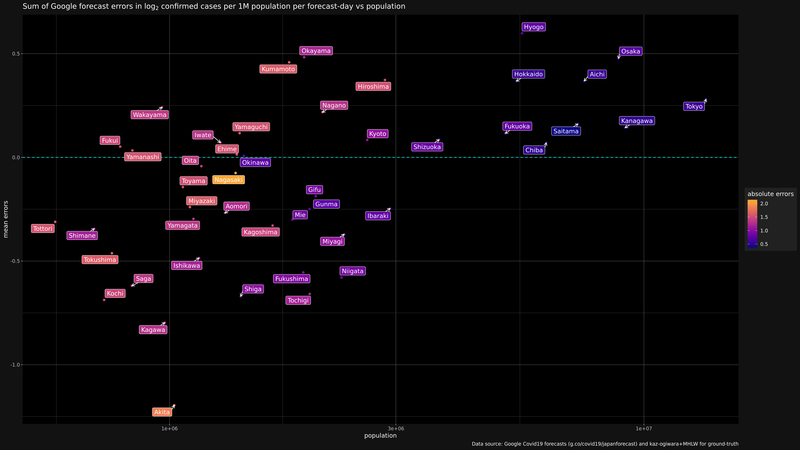 Sum of Google forecast errors in log₂ confirmed cases per 1M population per forecast-day vs population
Hyogo
Okayama
Osaka
Kumamoto
Hokkaido
Aichi
Hiroshima
Nagano
Tokyo
Wakayama
Kanagawa
Yamaguchi
Fukuoka
Saitama
Iwate
Kyoto
Fukui
Ehime
Shizuoka
Chiba
Yamanashi
Oita
Okinawa
Toyama
Nagasaki
Gifu
Miyazaki
Gunma
Aomori
Mie
Ibaraki
Tottori
Yamagata
Shimane
Kagoshima
Miyagi
Tokushima
Ishikawa
Niigata
Saga
Fukushima
Kochi
Shiga
Tochigi
Kagawa
Akita
0.5
0.0
-0.5
-1.0
mean errors
1e+06
3e+06
1e+07
population
absolute errors
2.0
1.5
1.0
0.5
Data source: Google Covid19 forecasts (g.co/covid19/japanforecast) and kaz-ogiwara+MHLW for ground-truth